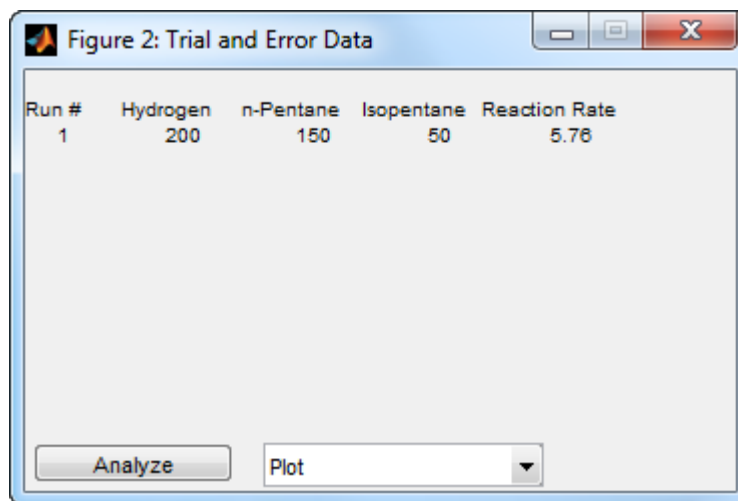 Figure 2: Trial and Error Data
Run # Hydrogen n-Pentane Isopentane Reaction Rate
1 200 150 50 5.76
Analyze Plot